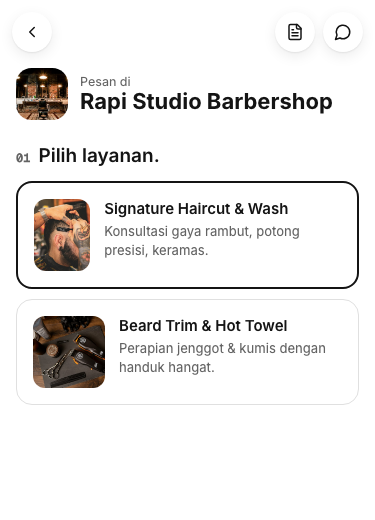 Pesan di
Rapi Studio Barbershop
01 Pilih layanan.
Signature Haircut & Wash
Konsultasi gaya rambut, potong
presisi, keramas.
Beard Trim & Hot Towel
Perapian jenggot & kumis dengan
handuk hangat.